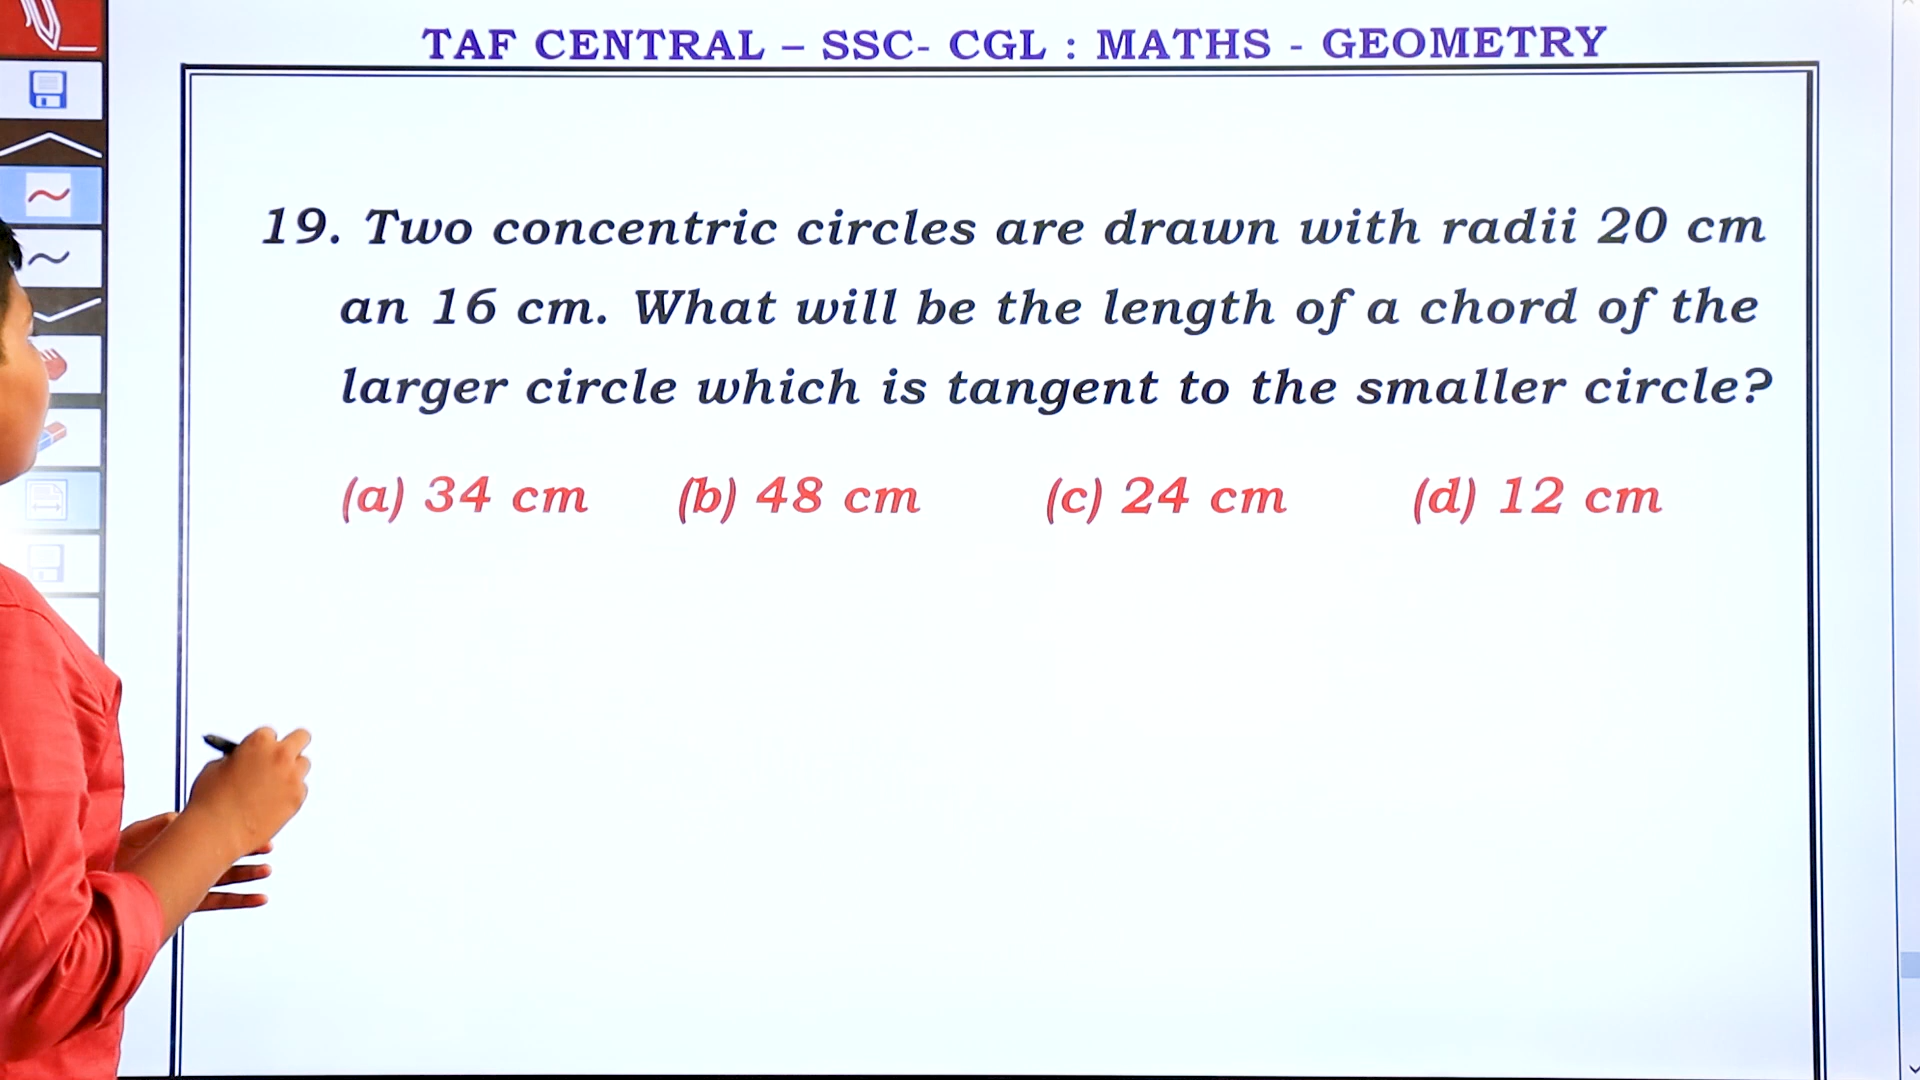 TAF CENTRAL – SSC- CGL : MATHS - GEOMETRY
19. Two concentric circles are drawn with radii 20 cm
an 16 cm. What will be the length of a chord of the
larger circle which is tangent to the smaller circle?
(a) 34 cm (b) 48 cm (c) 24 cm (d) 12 cm